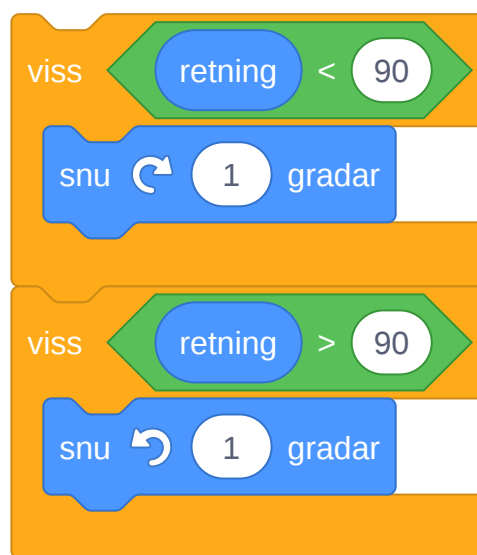 viss retning < 90
snu 1 gradar
viss retning > 90
snu 1 gradar